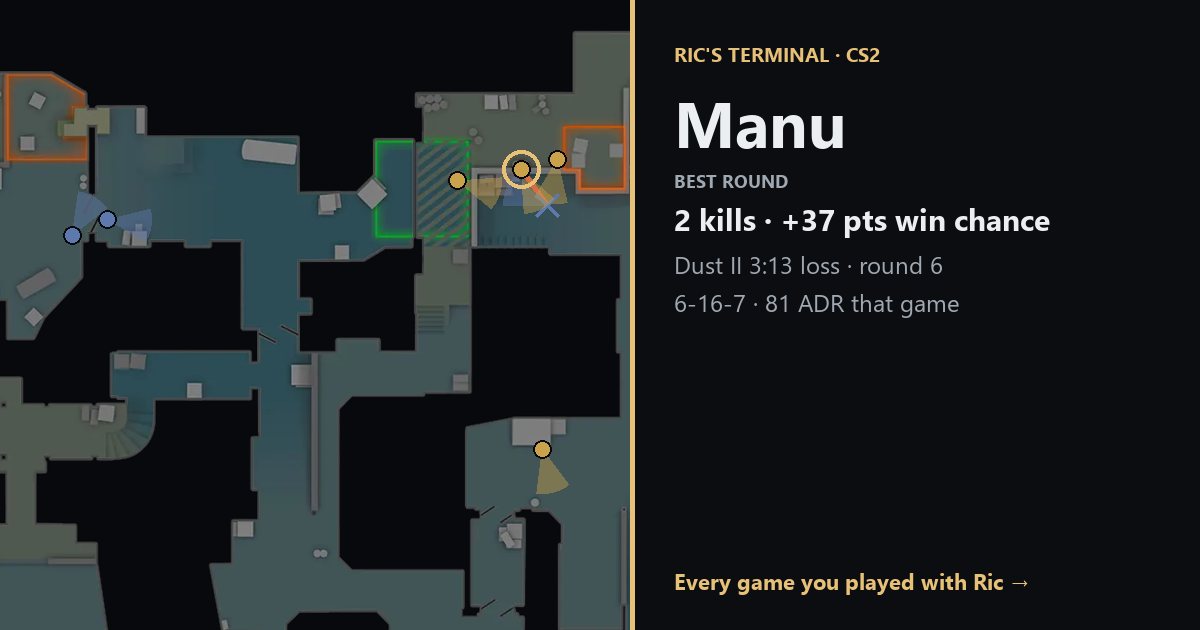 RIC'S TERMINAL · CS2
Manu
BEST ROUND
2 kills · +37 pts win chance
Dust II 3:13 loss · round 6
6-16-7 · 81 ADR that game
Every game you played with Ric →